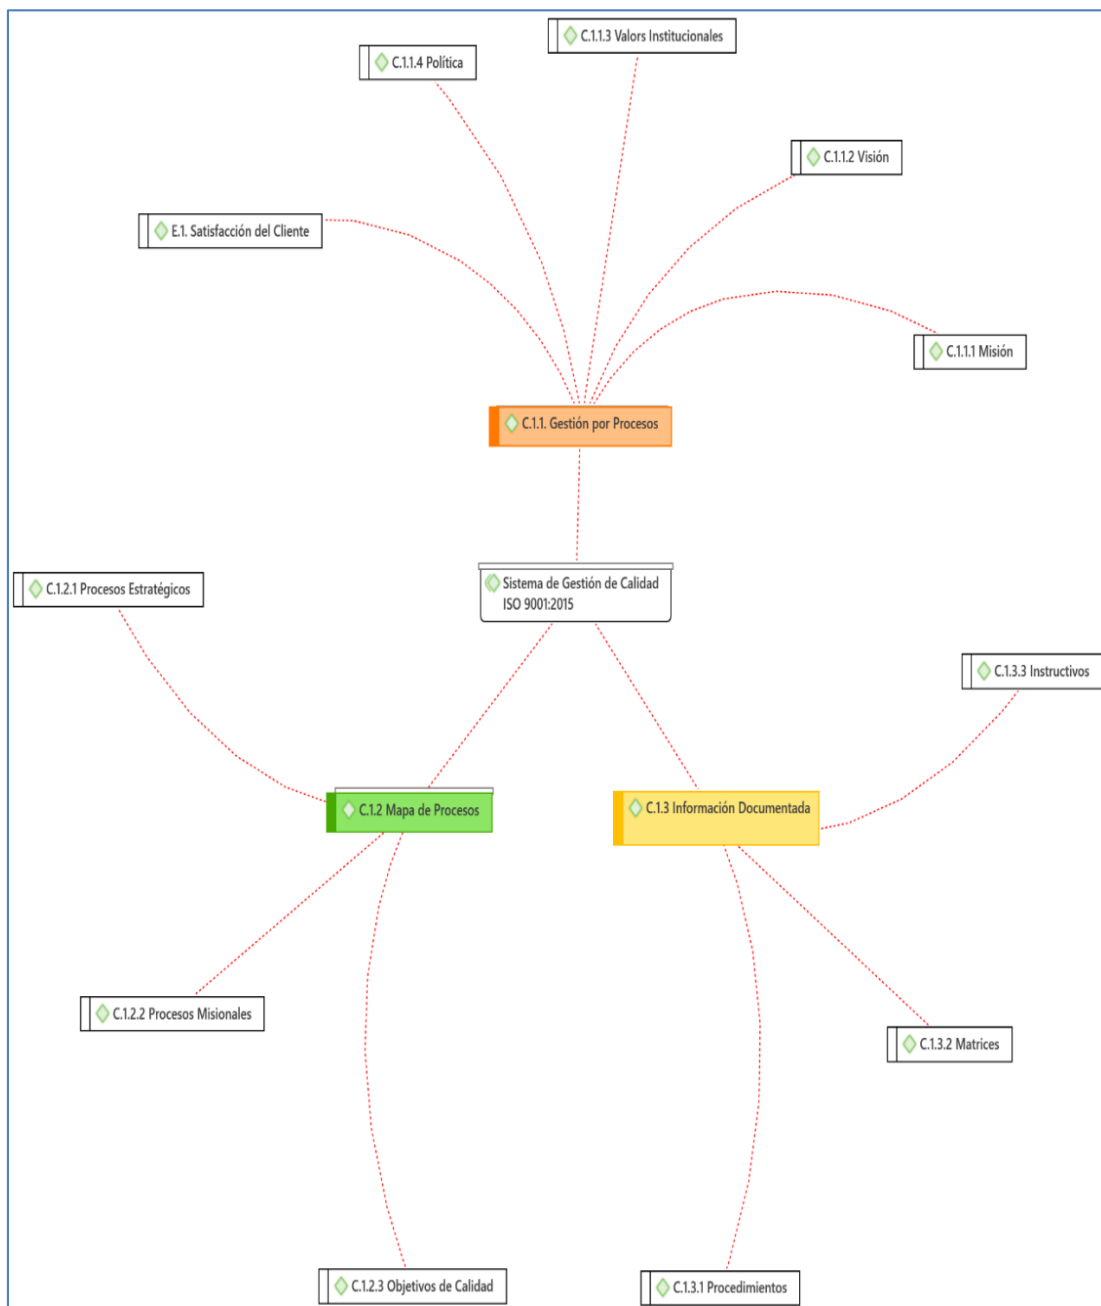 C.1.1.3 Valors Institucionales
C.1.1.4 Política
C.1.1.2 Visión
E.1. Satisfacción del Cliente
C.1.1.1 Misión
C.1.1. Gestión por Procesos
Sistema de Gestión de Calidad
ISO 9001:2015
C.1.2.1 Procesos Estratégicos
C.1.3.3 Instructivos
C.1.2 Mapa de Procesos
C.1.3 Información Documentada
C.1.2.2 Procesos Misionales
C.1.3.2 Matrices
C.1.2.3 Objetivos de Calidad
C.1.3.1 Procedimientos